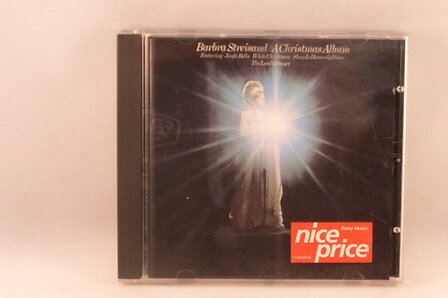 Barbra Streisand A Christmas Album
Featuring: Jingle Bells White Christmas Sleep In Heavenly Peace
The Lord's Prayer
Sony Music
nice
price